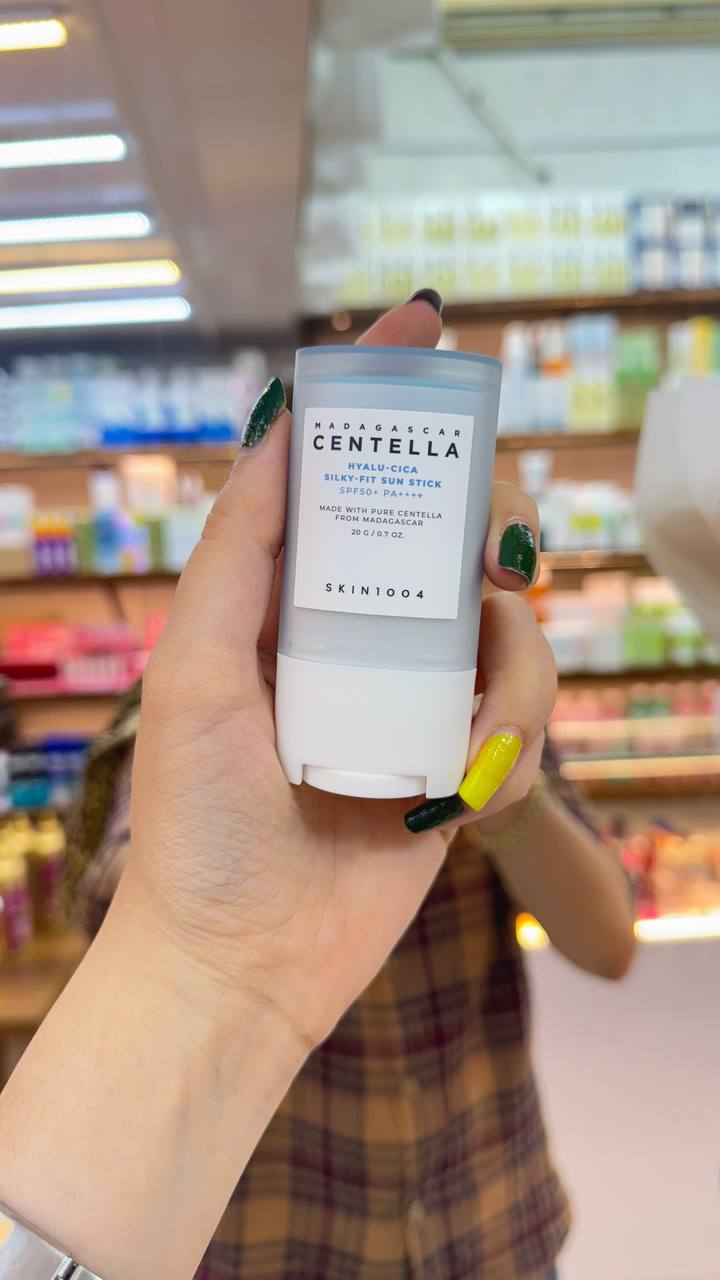 MADAGASCAR
CENTELLA
HYALU-CICA
SILKY-FIT SUN STICK
SPF50+ PA++++
MADE WITH PURE CENTELLA
FROM MADAGASCAR
20 G / 0.7 OZ.
SKIN1004